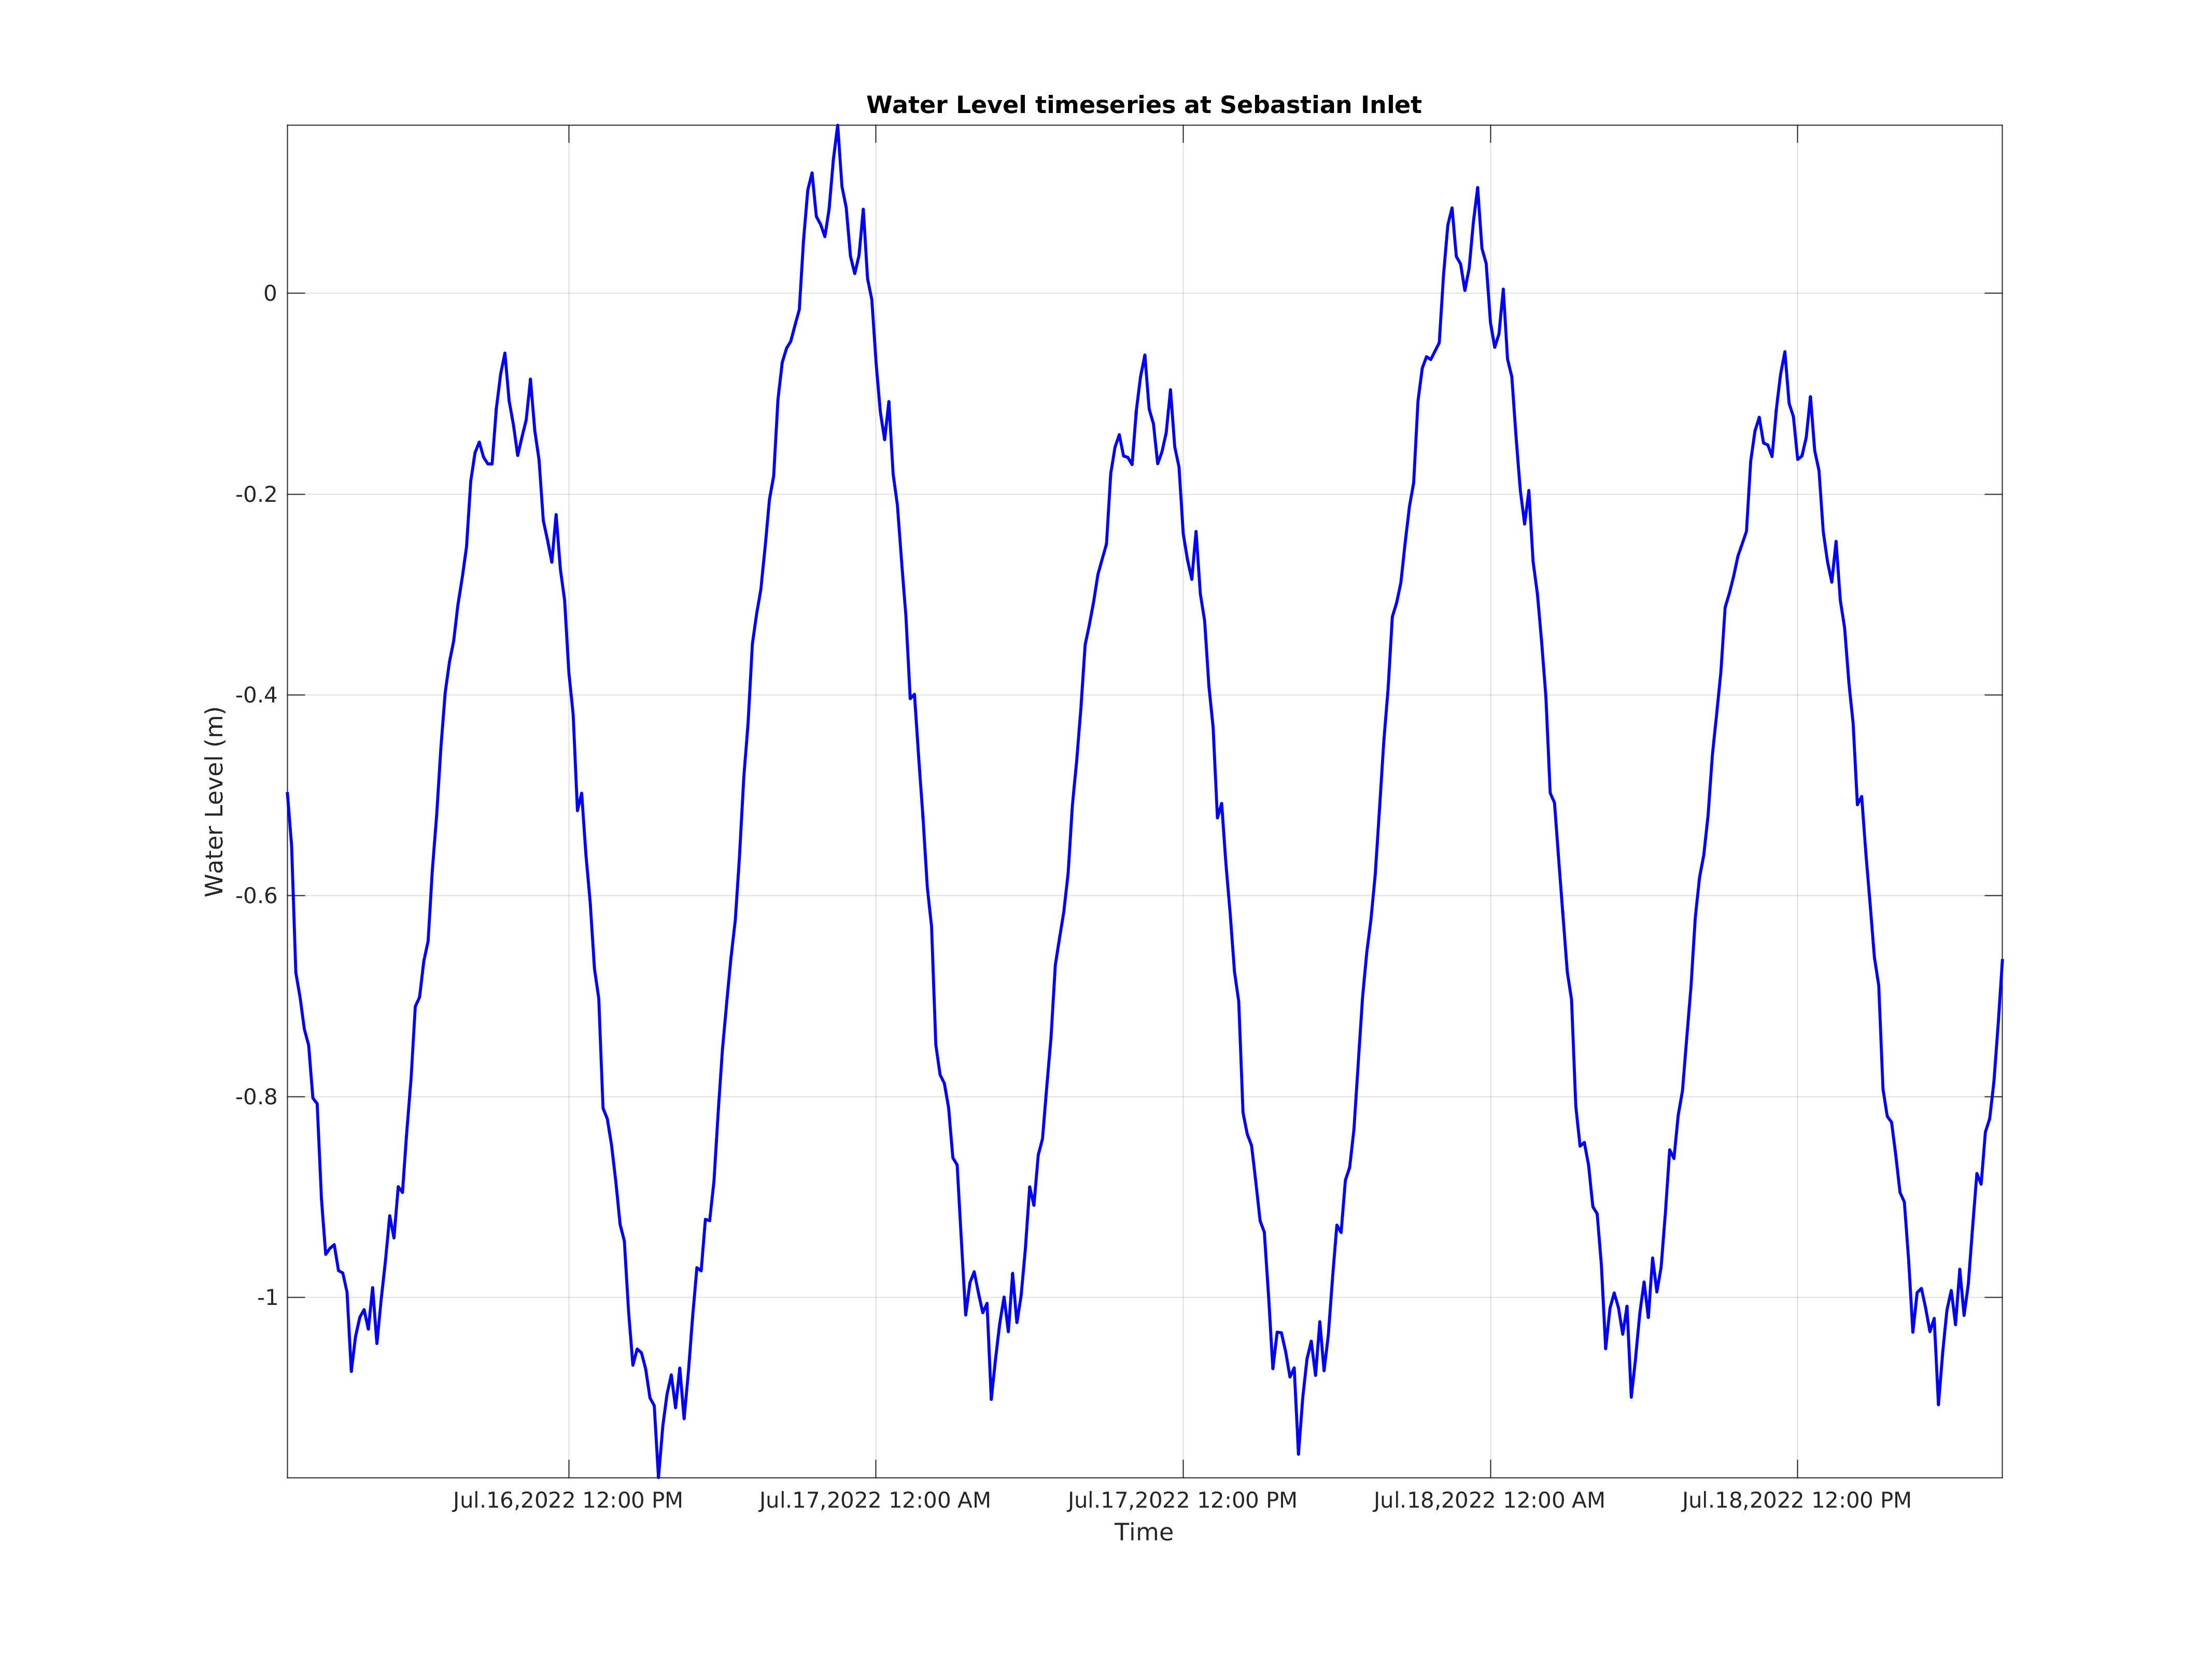 Water Level timeseries at Sebastian Inlet
0
-0.2
-0.4
-0.6
-0.8
-1
Water Level (m)
Jul.16,2022 12:00 PM
Jul.17,2022 12:00 AM
Jul.17,2022 12:00 PM
Jul.18,2022 12:00 AM
Jul.18,2022 12:00 PM
Time